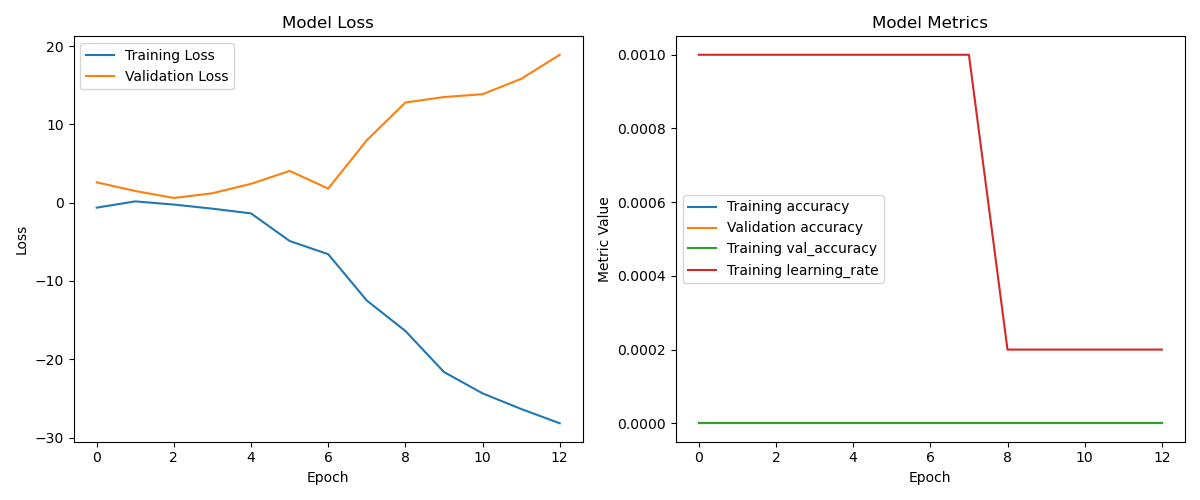 Model Loss
Training Loss
Validation Loss
20
10
0
−10
−20
−30
Loss
0 2 4 6 8 10 12
Epoch
Model Metrics
0.0010
0.0008
0.0006
0.0004
0.0002
0.0000
Metric Value
Training accuracy
Validation accuracy
Training val_accuracy
Training learning_rate
0 2 4 6 8 10 12
Epoch